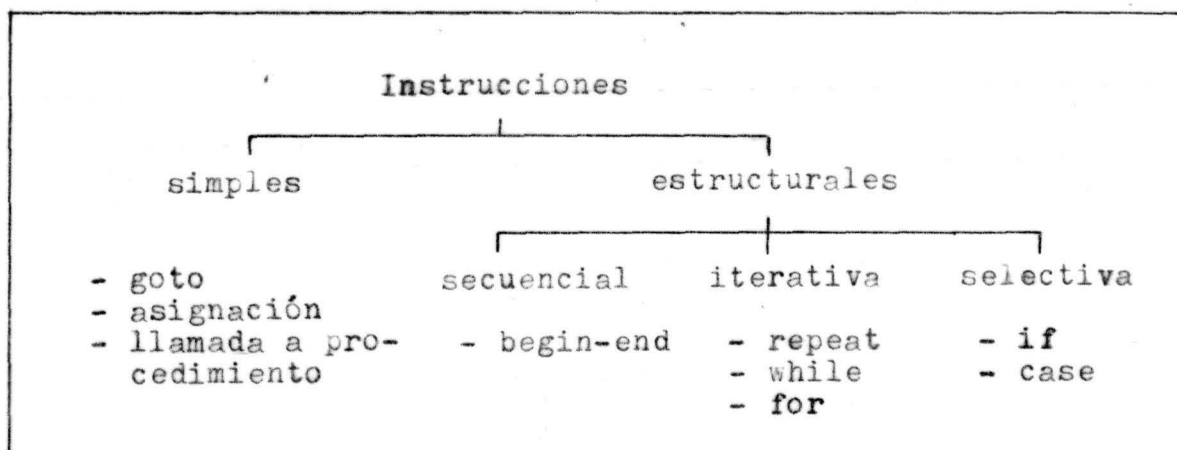 Instrucciones
simples estructurales
- goto secuencial iterativa selectiva
- asignación
- llamada a pro- - begin-end - repeat - if
cedimiento - while - case
- for